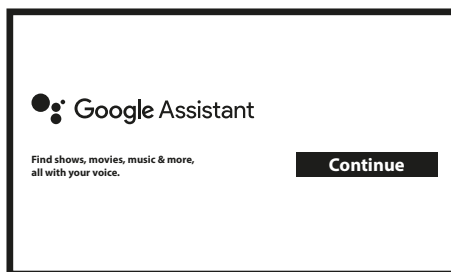 Google Assistant
Find shows, movies, music & more,
all with your voice.
Continue